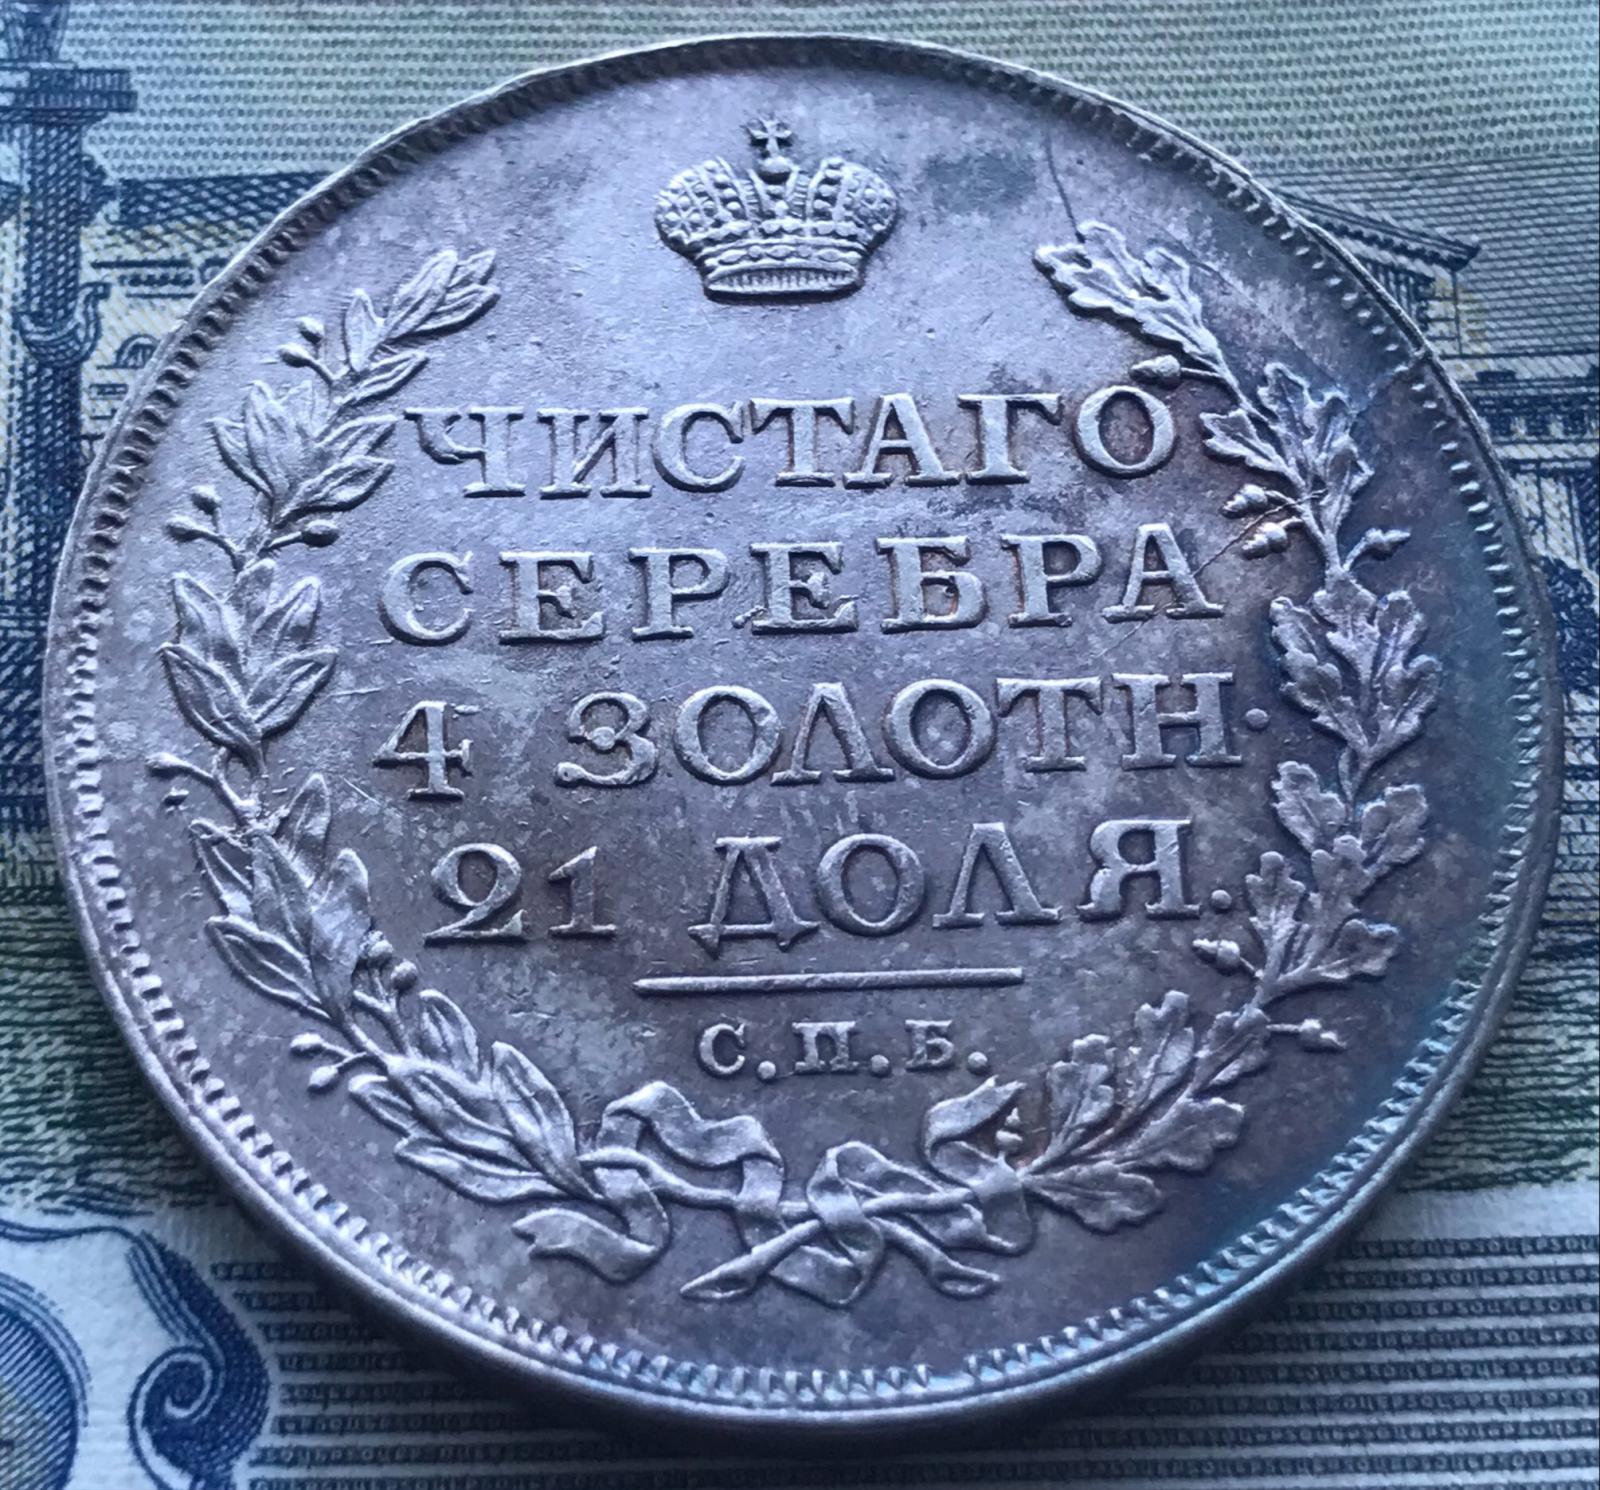 ЧИСТАГО
СЕРЕБРА
4 ЗОЛОТН.
21 ДОЛЯ.
С.П.Б.